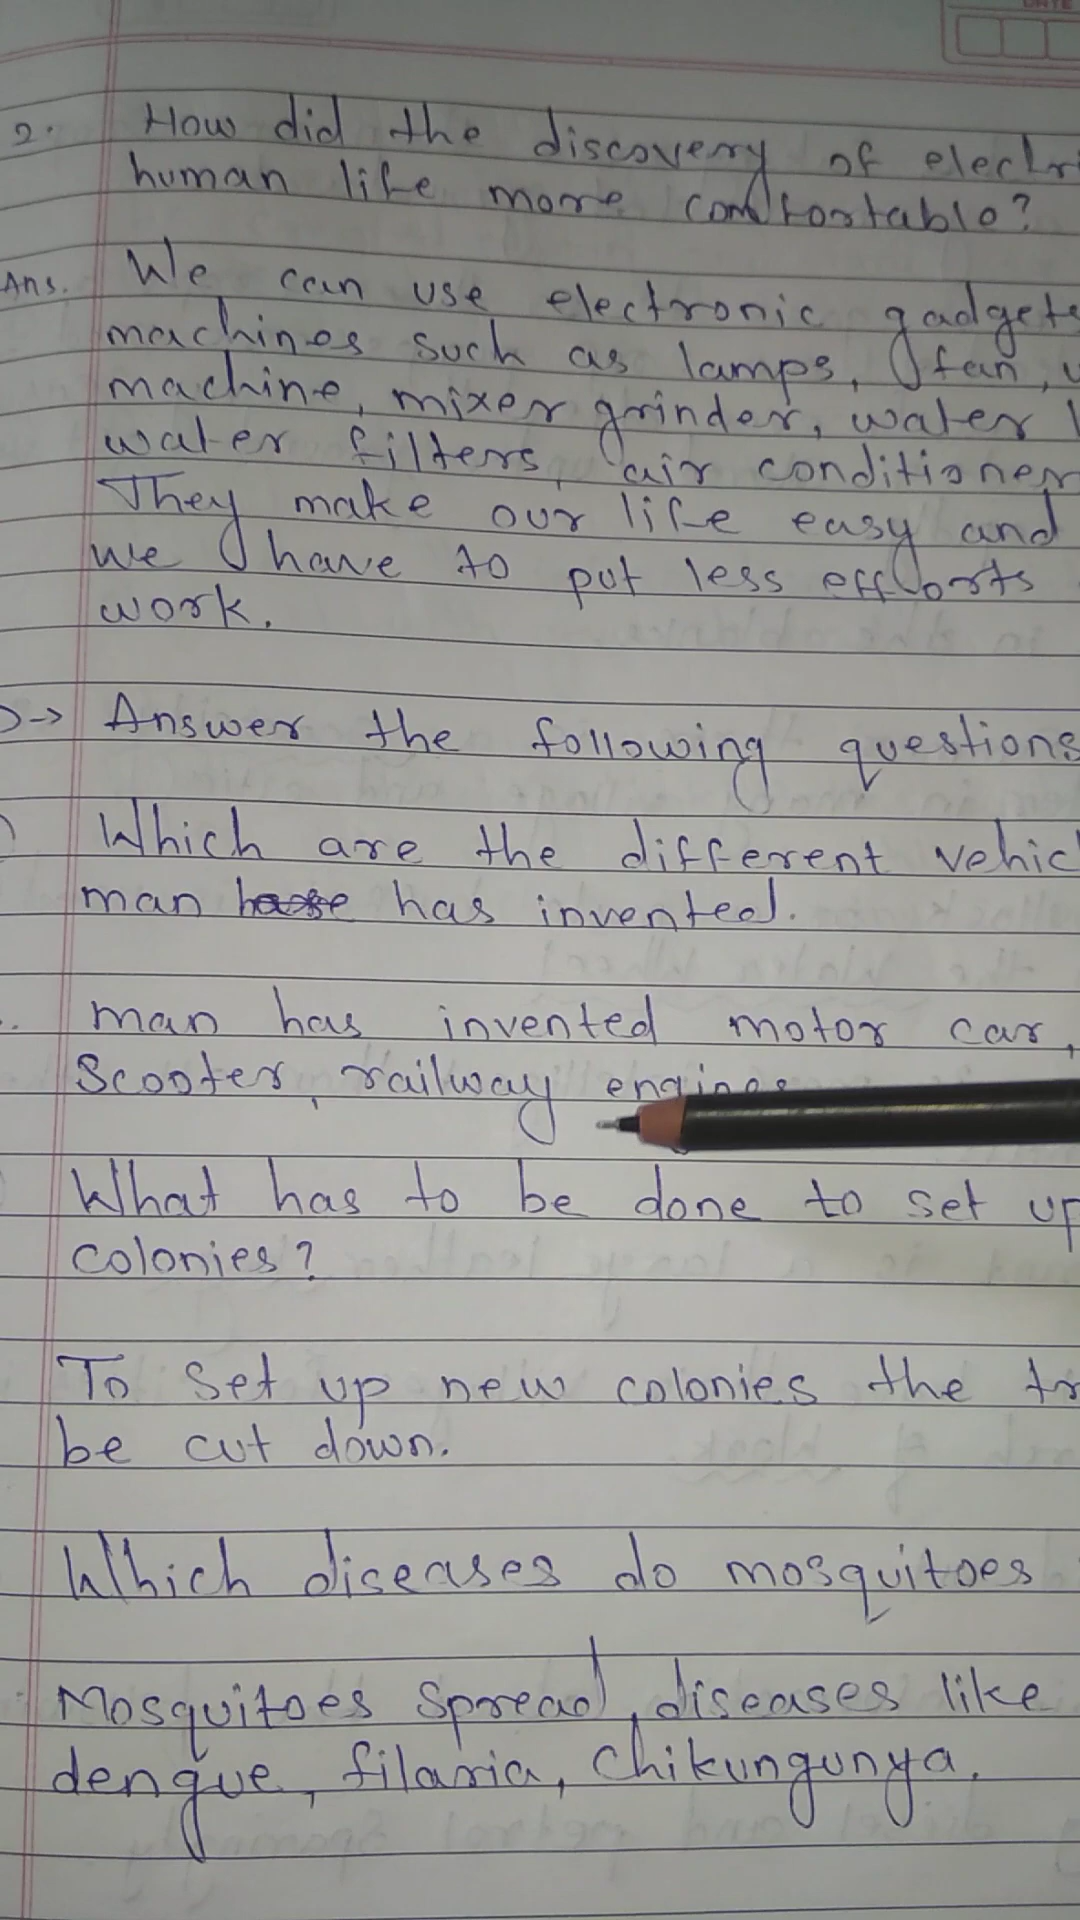 DATE
2. How did the discovery of
human life more comfortable?
Ans. We can use electronic gadgets
machines such as lamps, fan,
machine, mixer grinder, water
water filters, air conditioner
They make our life easy and
we have to put less efforts
work.
Answer the following questions
Which are the different
man has invented.
man has invented motor car,
Scooter, railway engines
What has to be done to set up
colonies?
To set up new colonies the
be cut down.
Which diseases do mosquitoes
Mosquitoes spread diseases like
dengue, filaria, chikungunya.